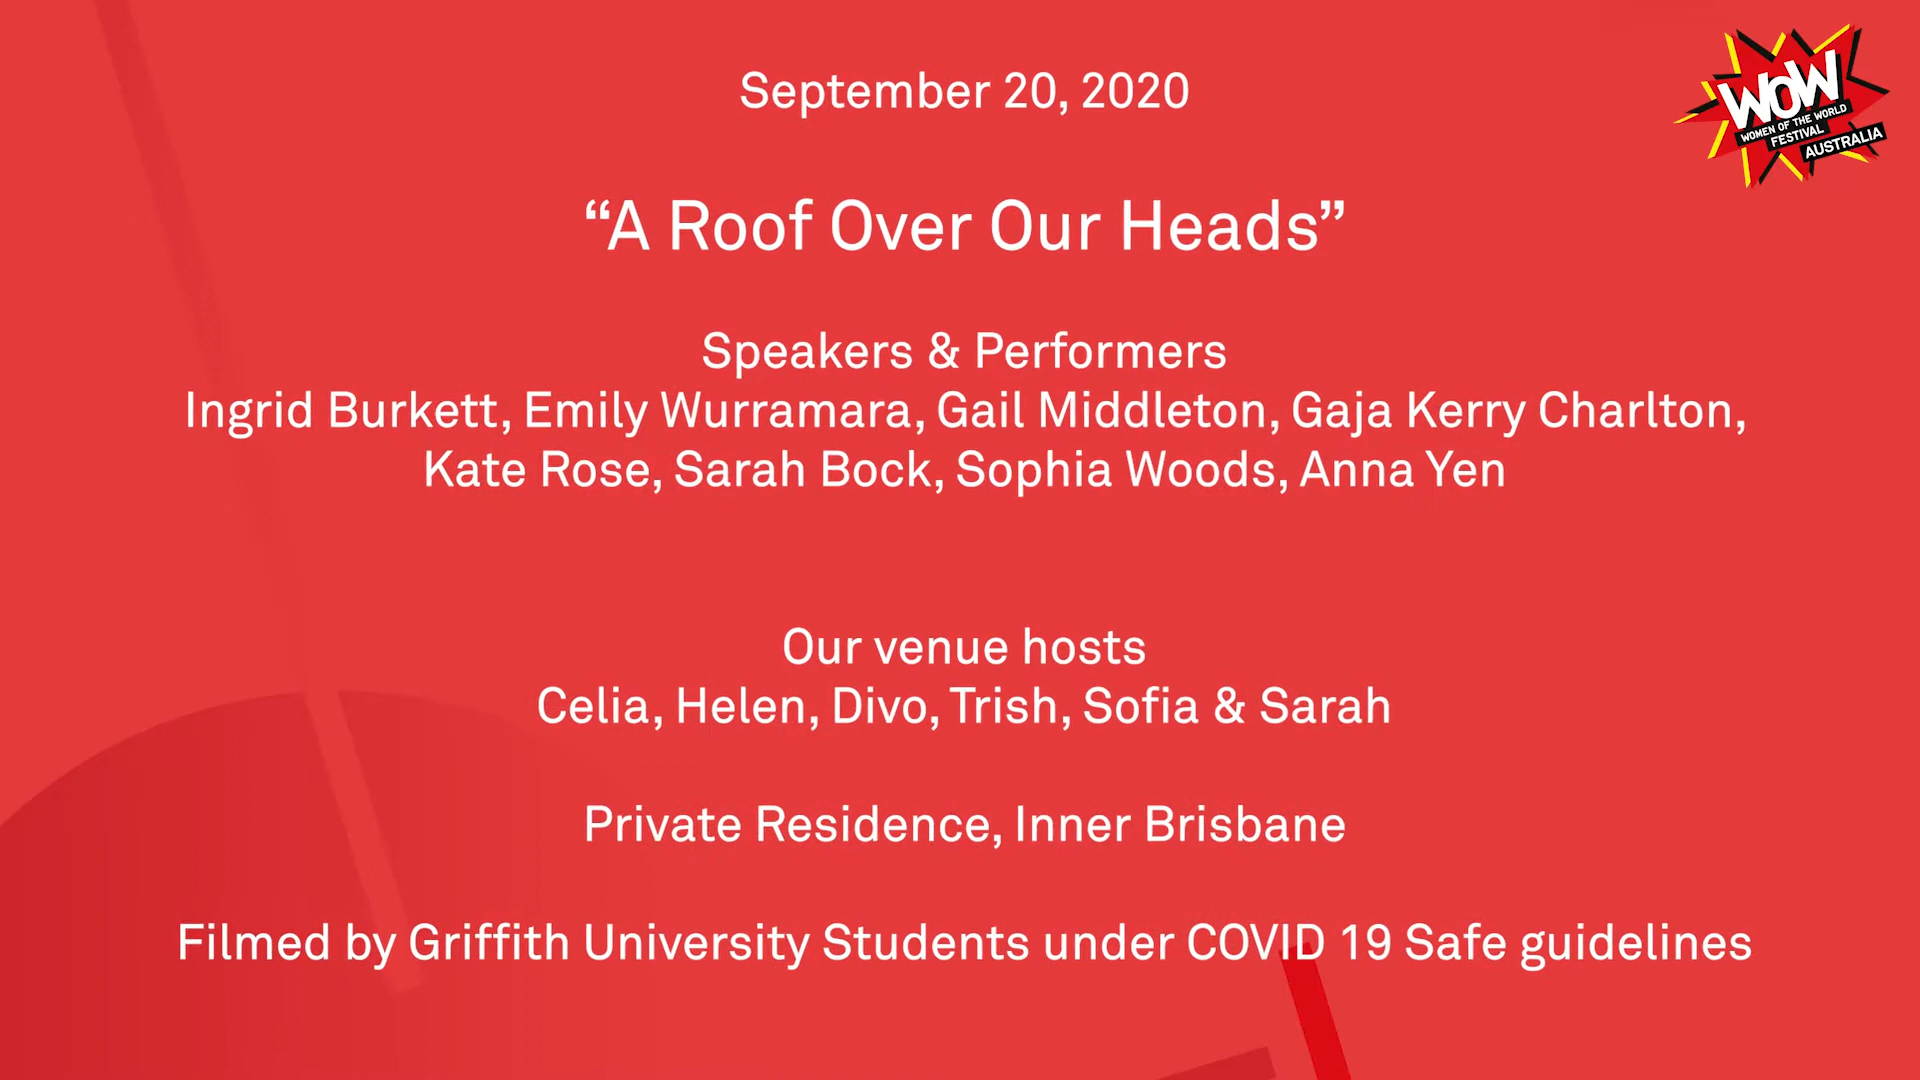 September 20, 2020
WOW
WOMEN OF THE WORLD
FESTIVAL
AUSTRALIA
“A Roof Over Our Heads”
Speakers & Performers
Ingrid Burkett, Emily Wurramara, Gail Middleton, Gaja Kerry Charlton,
Kate Rose, Sarah Bock, Sophia Woods, Anna Yen
Our venue hosts
Celia, Helen, Divo, Trish, Sofia & Sarah
Private Residence, Inner Brisbane
Filmed by Griffith University Students under COVID 19 Safe guidelines